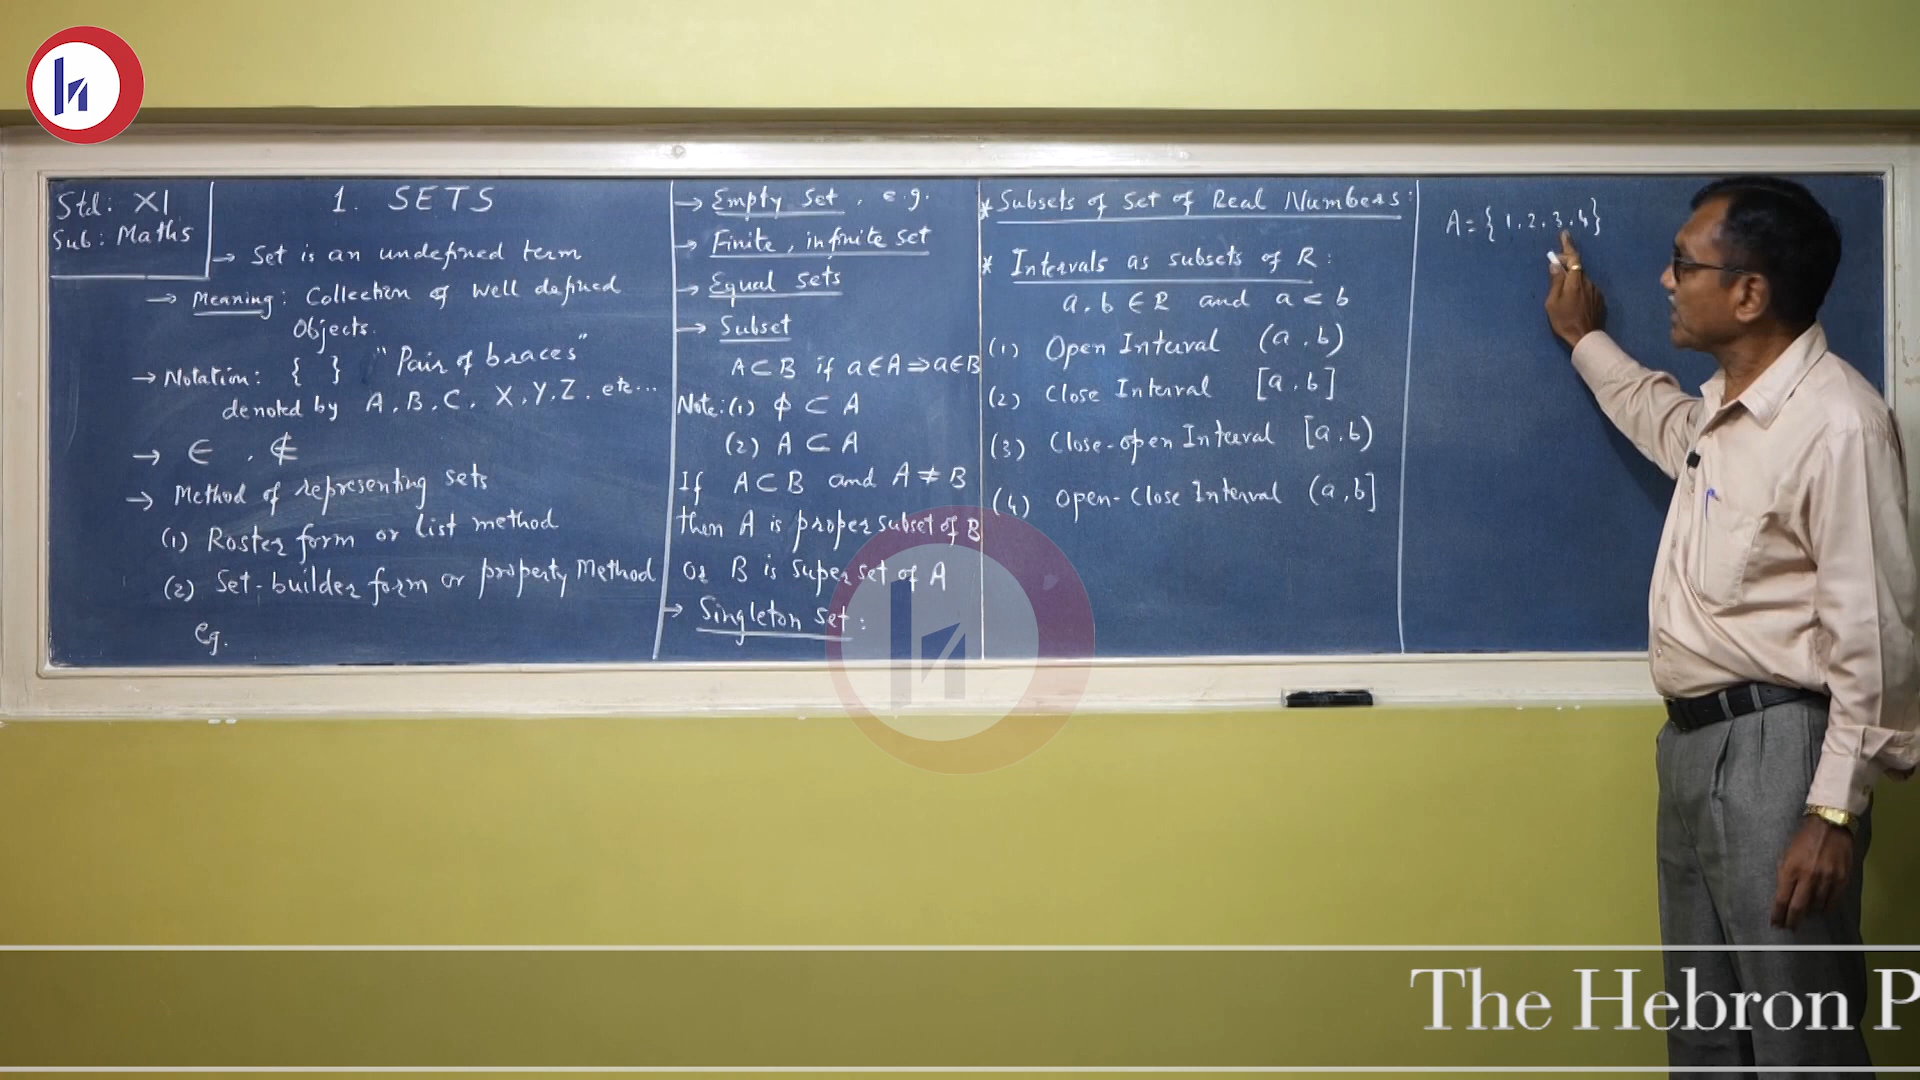 Std: XI
Sub: Maths
1. SETS
→ Set is an undefined term
→ Meaning: Collection of well defined
Objects.
→ Notation: { } "Pair of braces"
denoted by A, B, C, X, Y, Z, etc...
→ ∈ , ∉
→ Method of representing sets
(1) Roster form or List method
(2) Set-builder form or property Method
eg.
→ Empty Set, e.g.
→ Finite, infinite set
→ Equal sets
→ Subset
A⊂B if a∈A⇒a∈B
Note: (1) ϕ ⊂ A
(2) A ⊂ A
If A⊂B and A≠B
then A is proper subset of B
or B is super set of A
→ Singleton set:
* Subsets of Set of Real Numbers:
* Intervals as subsets of R:
a, b ∈ R and a < b
(1) Open Interval (a, b)
(2) Close Interval [a, b]
(3) Close-open Interval [a, b)
(4) Open-Close Interval (a, b]
A = { 1, 2, 3, 4}
The Hebron P